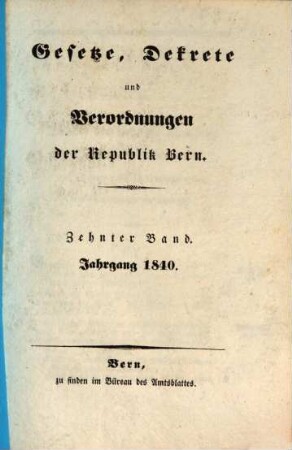 Gesetze, Dekrete
und
Verordnungen
der Republik Bern.
Zehnter Band.
Jahrgang 1840.
Bern,
zu finden im Büreau des Amtsblattes.